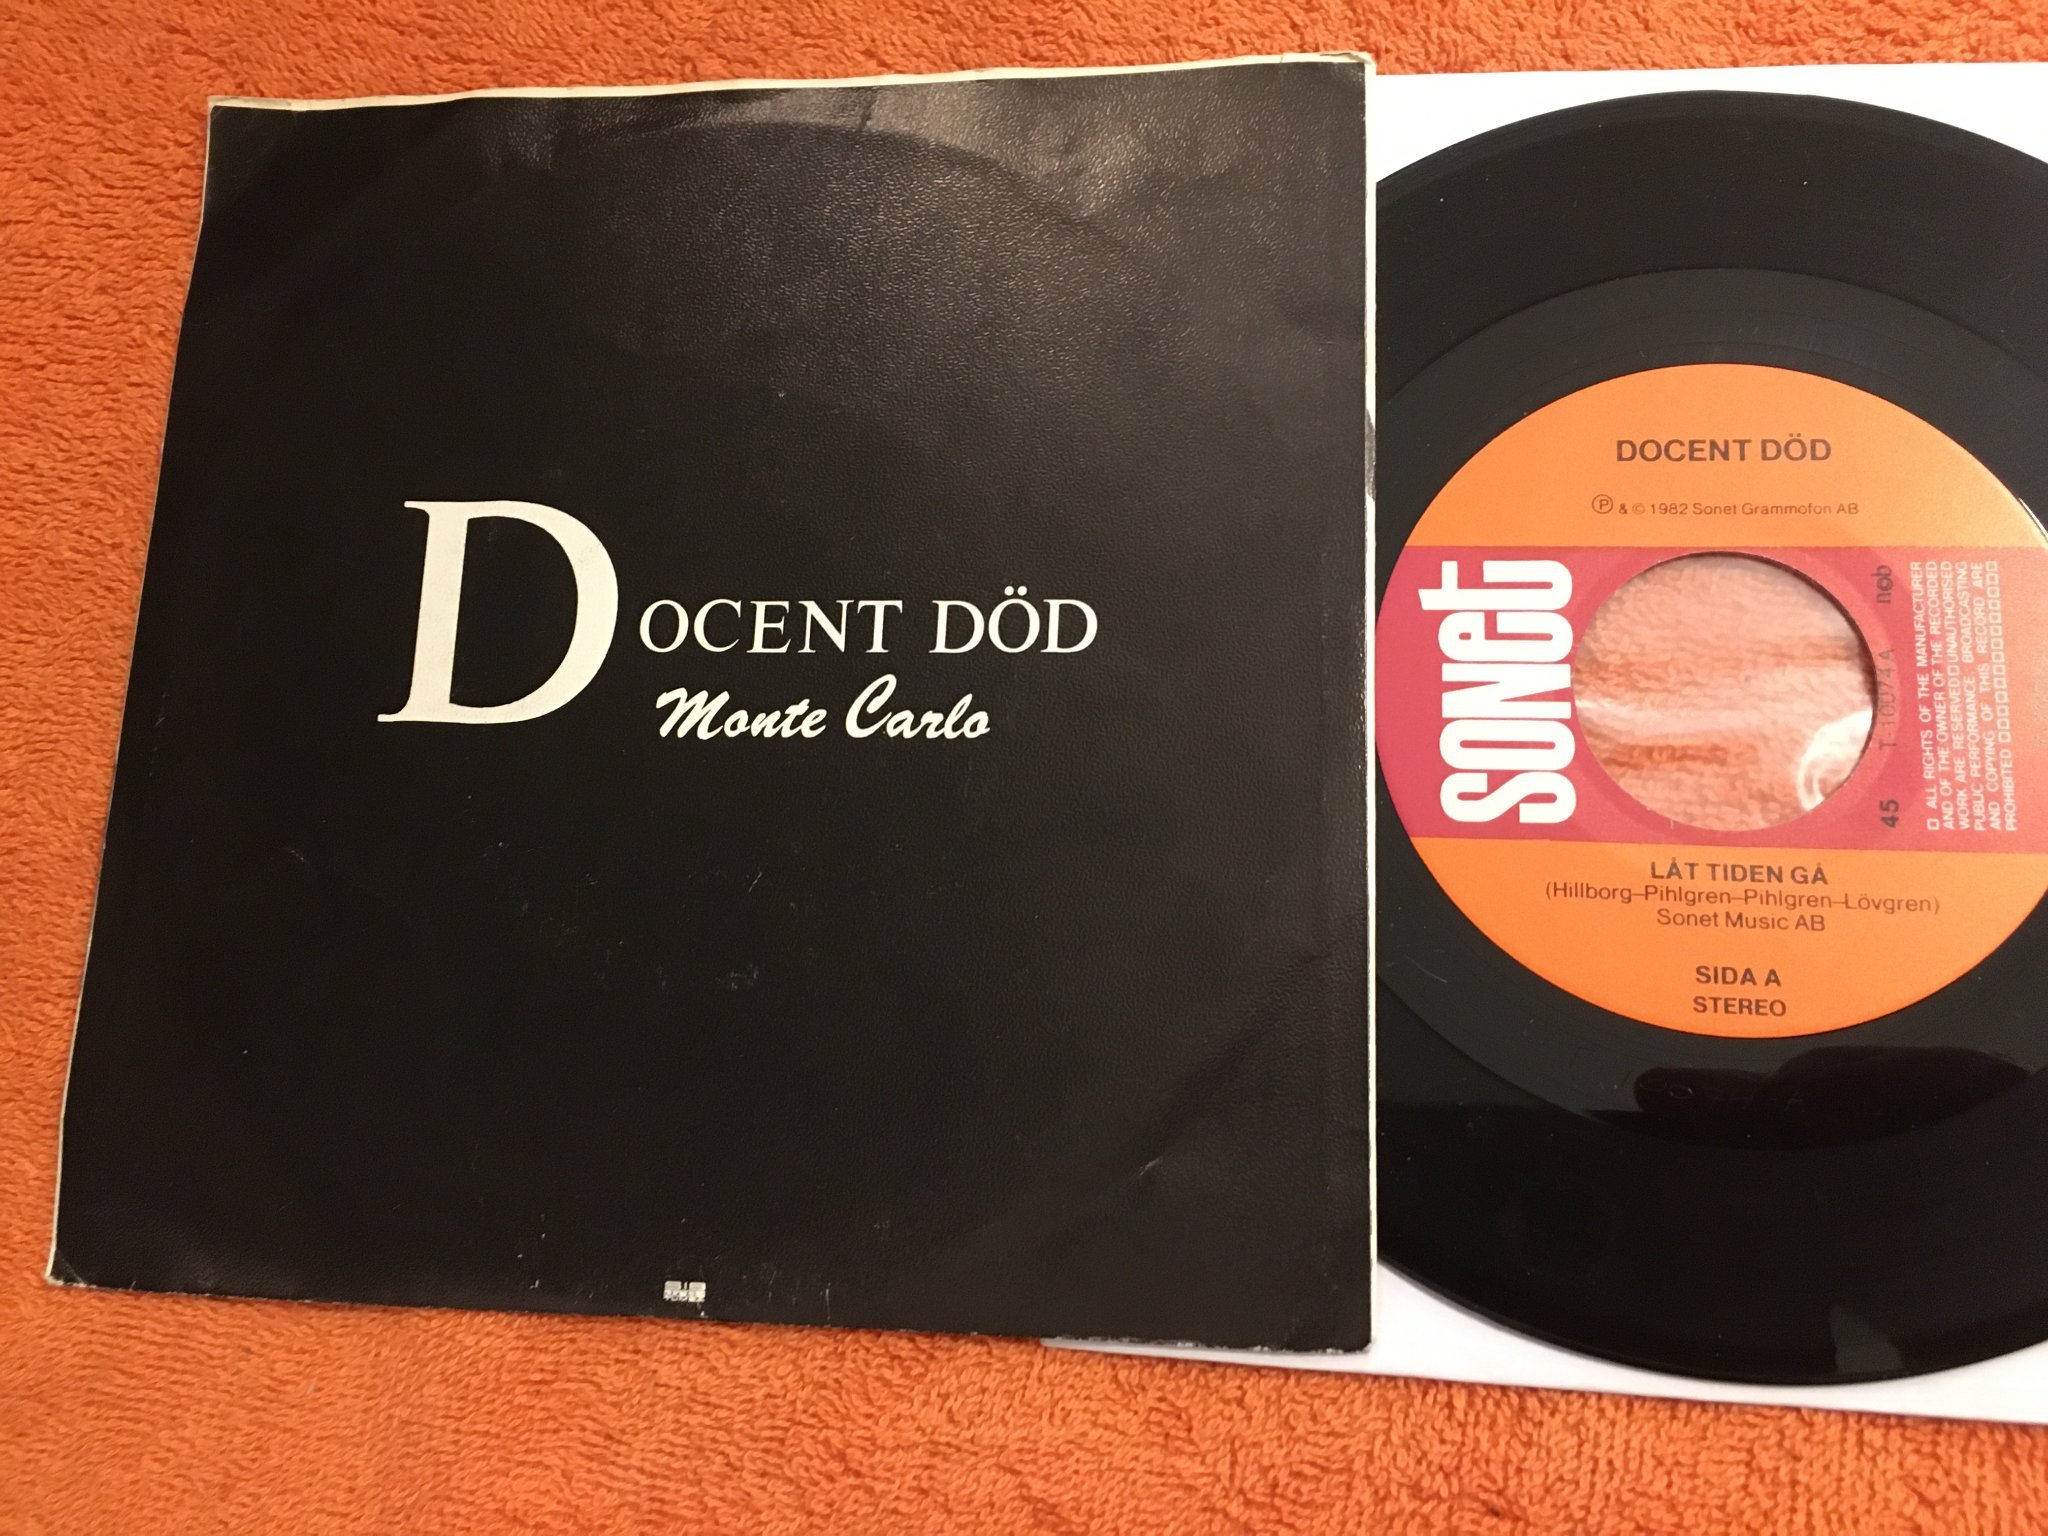 DOCENT DÖD
Monte Carlo
DOCENT DÖD
Ⓟ & © 1982 Sonet Grammofon AB
sonet
45 T-10074A ncb
□ ALL RIGHTS OF THE MANUFACTURER
AND OF THE OWNER OF THE RECORDED
WORK ARE RESERVED □ UNAUTHORISED
PUBLIC PERFORMANCE BROADCASTING
AND COPYING OF THIS RECORD ARE
PROHIBITED □□□□□□□□□□□□
LÅT TIDEN GÅ
(Hillborg–Pihlgren–Pihlgren–Lövgren)
Sonet Music AB
SIDA A
STEREO